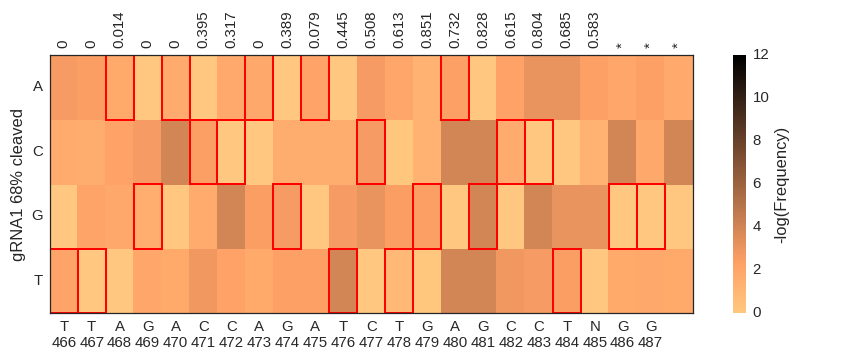 0 0 0.014 0 0 0.395 0.317 0 0.389 0.079 0.445 0.508 0.613 0.851 0.732 0.828 0.615 0.804 0.685 0.583 * * *
A
C
G
T
gRNA1 68% cleaved
T T A G A C C A G A T C T G A G C C T N G G
466 467 468 469 470 471 472 473 474 475 476 477 478 479 480 481 482 483 484 485 486 487
12
10
8
6
4
2
0
-log(Frequency)